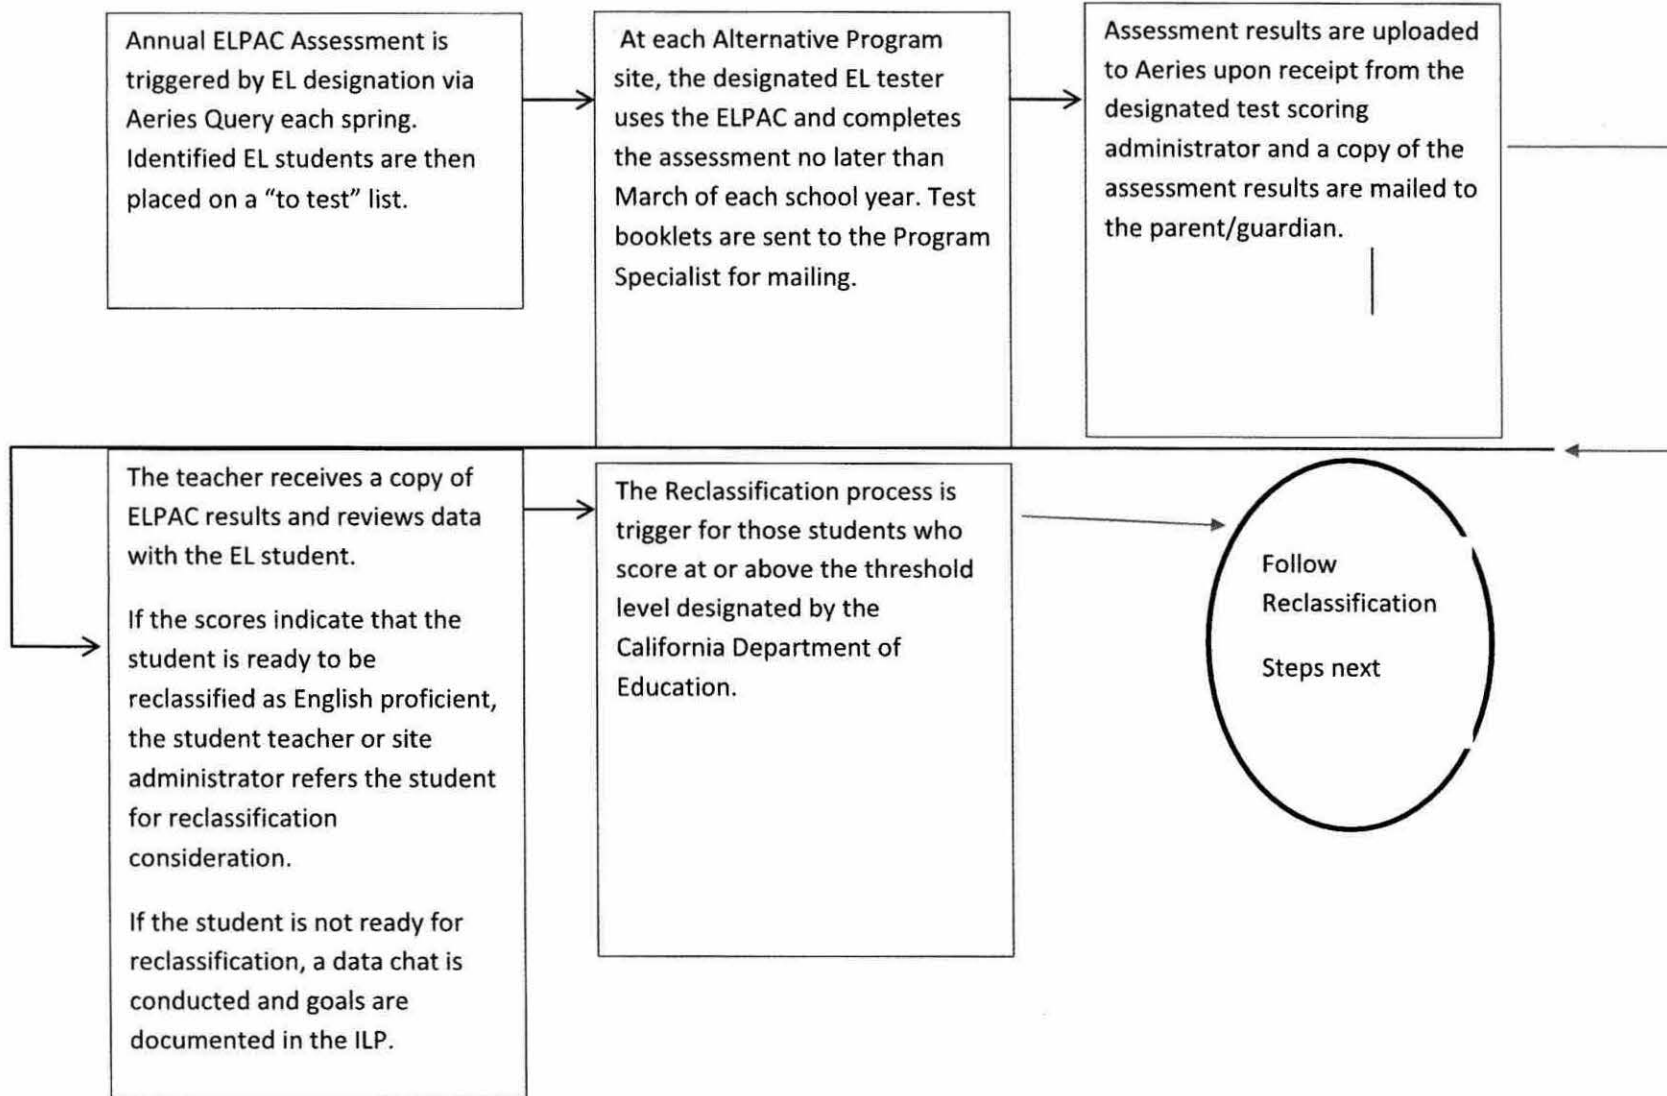 Annual ELPAC Assessment is
triggered by EL designation via
Aeries Query each spring.
Identified EL students are then
placed on a “to test” list.
At each Alternative Program
site, the designated EL tester
uses the ELPAC and completes
the assessment no later than
March of each school year. Test
booklets are sent to the Program
Specialist for mailing.
Assessment results are uploaded
to Aeries upon receipt from the
designated test scoring
administrator and a copy of the
assessment results are mailed to
the parent/guardian.
The teacher receives a copy of
ELPAC results and reviews data
with the EL student.
If the scores indicate that the
student is ready to be
reclassified as English proficient,
the student teacher or site
administrator refers the student
for reclassification
consideration.
If the student is not ready for
reclassification, a data chat is
conducted and goals are
documented in the ILP.
The Reclassification process is
trigger for those students who
score at or above the threshold
level designated by the
California Department of
Education.
Follow
Reclassification
Steps next